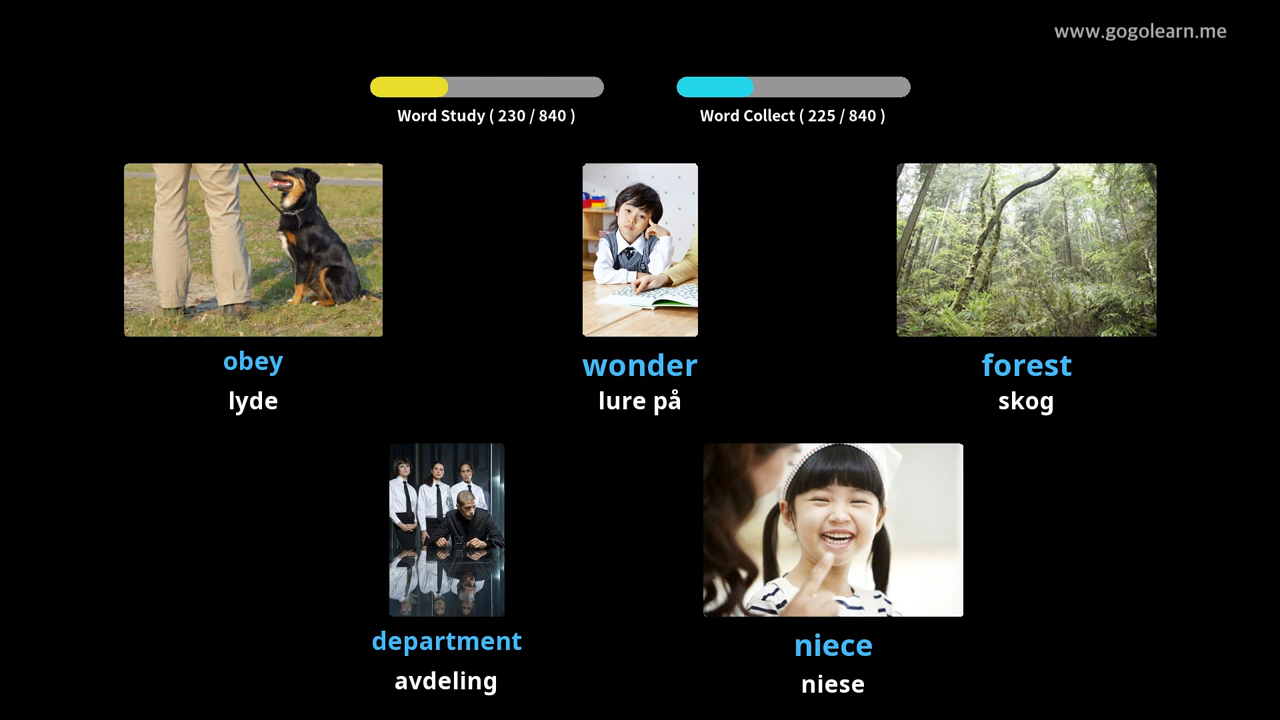 www.gogolearn.me
Word Study ( 230 / 840 )
Word Collect ( 225 / 840 )
obey
lyde
wonder
lure på
forest
skog
department
avdeling
niece
niese